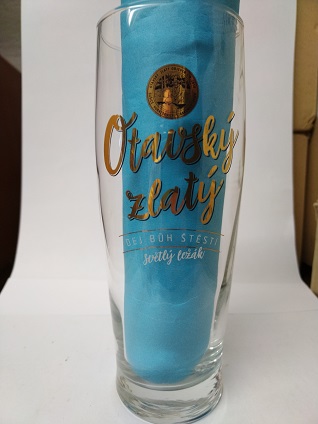 Otavský
zlatý
DEJ BŮH ŠTĚSTÍ
světlý ležák